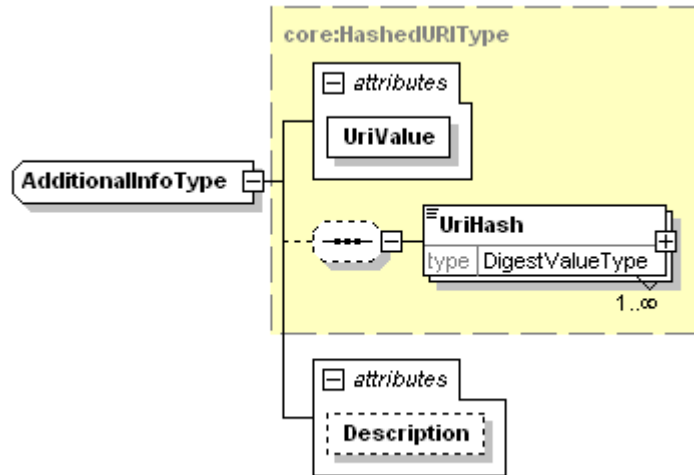 core:HashedURIType
attributes
UriValue
AdditionalInfoType
UriHash
type DigestValueType
1..∞
attributes
Description